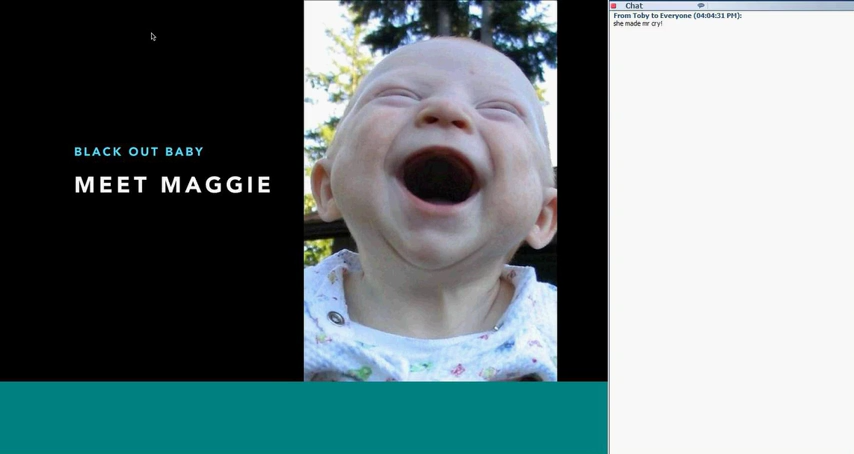 BLACK OUT BABY
MEET MAGGIE
Chat
From Toby to Everyone (04:04:31 PM):
she made mr cry!